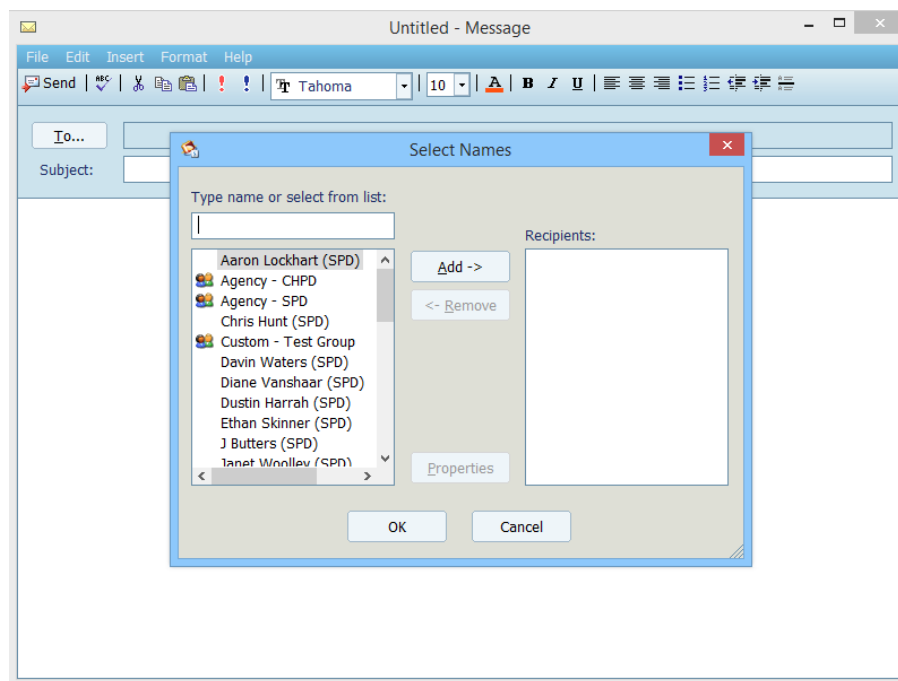 Untitled - Message
File Edit Insert Format Help
Send ABC Tahoma 10 A B I U
To...
Subject:
Select Names
Type name or select from list:
Recipients:
Aaron Lockhart (SPD)
Agency - CHPD
Agency - SPD
Chris Hunt (SPD)
Custom - Test Group
Davin Waters (SPD)
Diane Vanshaar (SPD)
Dustin Harrah (SPD)
Ethan Skinner (SPD)
J Butters (SPD)
Janet Woolley (SPD)
Add ->
<- Remove
Properties
OK Cancel